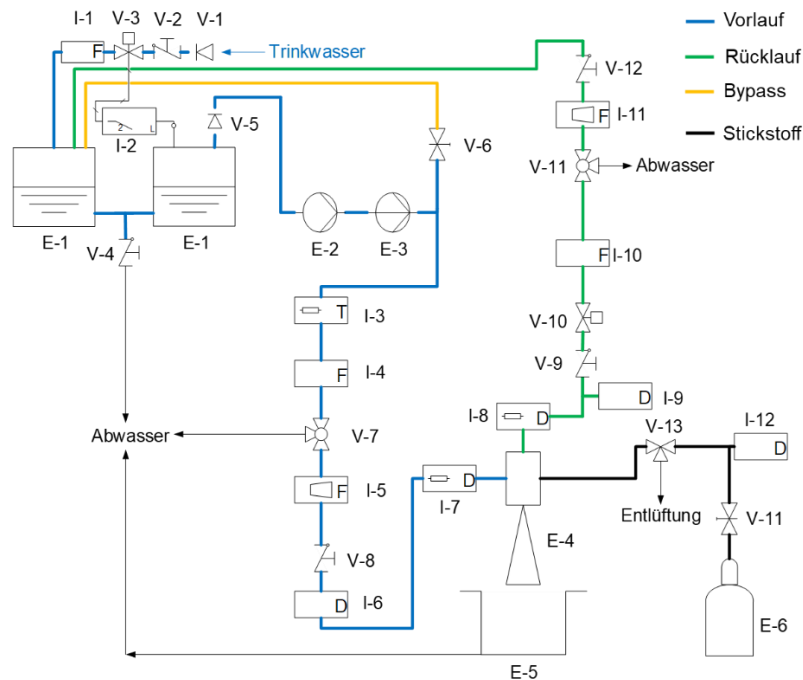 I-1 V-3 V-2 V-1
F
Trinkwasser
Vorlauf
Rücklauf
Bypass
Stickstoff
V-12
I-11
F
V-11
Abwasser
2 L
I-2
V-5
V-6
E-1
E-1
V-4
E-2
E-3
F
I-10
V-10
V-9
T
I-3
F
I-4
Abwasser
V-7
F
I-5
V-8
D
I-6
D
I-7
I-8
D
D
I-9
V-13
I-12
D
Entlüftung
V-11
E-4
E-5
E-6